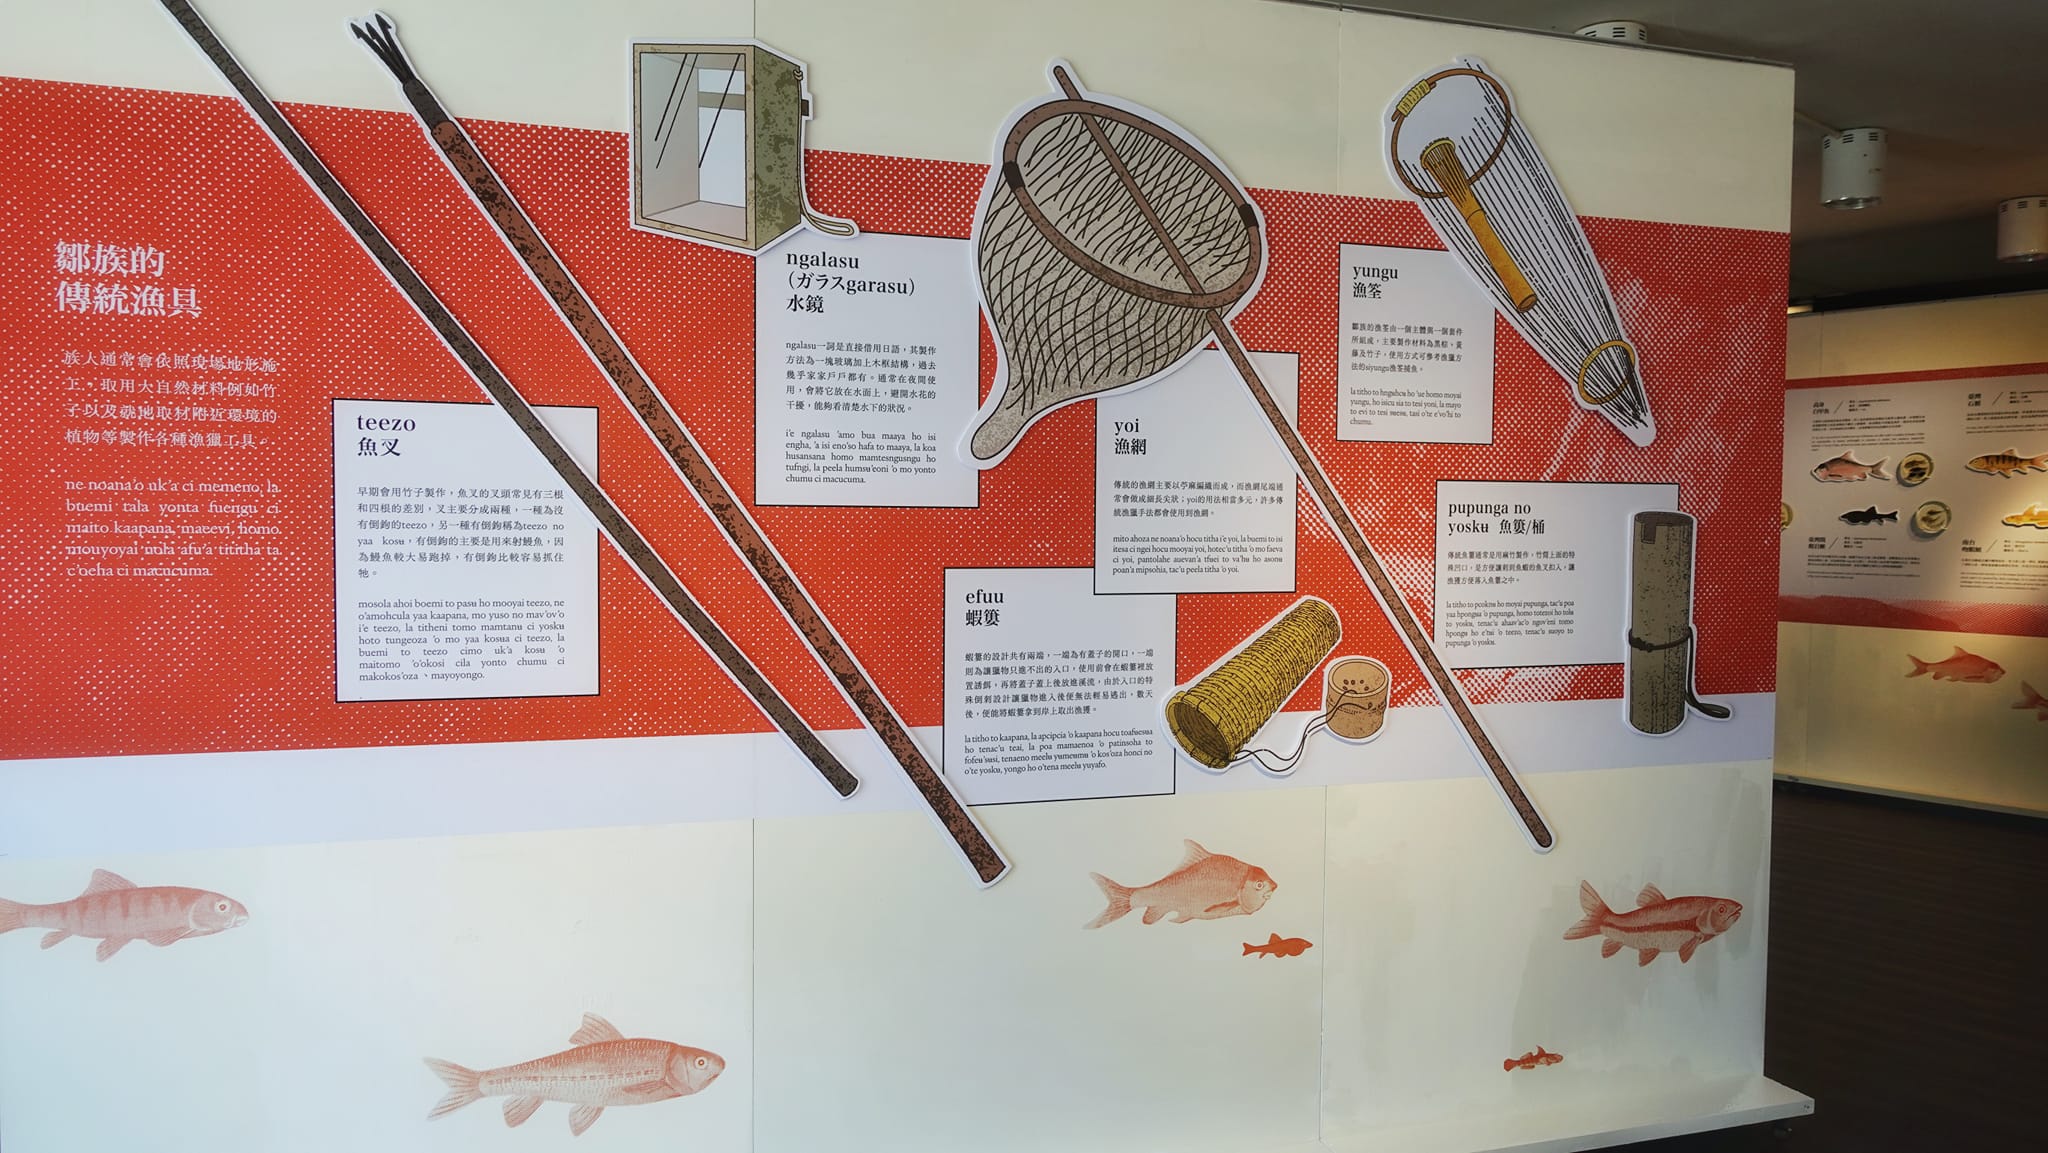 鄒族的
傳統漁具
族人通常會依照現場地形施
工，取用大自然材料例如竹
子以及就地取材附近環境的
植物等製作各種漁獵工具。
ne noana'o uk'a ci memeno, la
buemi tala yonta fuengu ci
maito kaapana, maeevi, homo
mouyoyai nola afu'a tititha ta
c'oeha ci macucuma.
teezo
魚叉
早期會用竹子製作，魚叉的叉頭常見有三根
和四根的差別，叉主要分成兩種，一種為沒
有倒鉤的teezo，另一種有倒鉤稱為teezo no
yaa kosu，有倒鉤的主要是用來射鰻魚，因
為鰻魚較大易跑掉，有倒鉤比較容易抓住
牠。
mosola ahoi boemi to pasu ho mooyai teezo, ne
o'amohcula yaa kaapana, mo yuso no mav'ov'o
i'e teezo, la titheni tomo mamtanu ci yosku
hoto tungeoza 'o mo yaa kosua ci teezo, la
buemi to teezo cimo uk'a kosu 'o
maitomo 'o'okosi cila yonto chumu ci
makokos'oza、mayoyongo.
ngalasu
（ガラスgarasu）
水鏡
ngalasu一詞是直接借用日語，其製作
方法為一塊玻璃加上木框結構，過去
幾乎家家戶戶都有。通常在夜間使
用，會將它放在水面上，避開水花的
干擾，能夠看清楚水下的狀況。
i'e ngalasu 'amo bua maaya ho isi
engha, 'a isi eno'so hafa to maaya, la koa
husansana homo mamtesngusngu ho
tufngi, la peela humsʉ'eoni 'o mo yonto
chumu ci macucuma.
yoi
漁網
傳統的漁網主要以苧麻編織而成，而漁網尾端通
常會做成細長尖狀；yoi的用法相當多元，許多傳
統漁獵手法都會使用到漁網。
mito ahoza ne noana'o hocu titha i'e yoi, la buemi to isi
itesa ci ngei hocu mooyai yoi, hotec'u titha 'o mo faeva
ci yoi, pantolahe auevan'a tfuei to va'hu ho asonu
poan'a mipsohia, tac'u peela titha 'o yoi.
efuu
蝦簍
蝦簍的設計共有兩端，一端為有蓋子的開口，一端
則為讓獵物只進不出的入口，使用前會在蝦簍裡放
置誘餌，再將蓋子蓋上後放進溪流，由於入口的特
殊倒刺設計讓獵物進入後便無法輕易逃出，數天
後，便能將蝦簍拿到岸上取出漁獲。
la titho to kaapana, la apcipcia 'o kaapana hocu toafuesua
ho tenac'u teai, la poa mamaenoa 'o patinsoha to
fofeu'susi, tenaeno meelu yumeumu 'o kos'oza honci no
o'te yosku, yongo ho o'tena meelu yuyafo.
yungu
漁筌
鄒族的漁筌由一個主體與一個套件
所組成，主要製作材料為黑棕，黃
藤及竹子，使用方式可參考漁獵方
法的siyungu漁筌捕魚。
la titho to hngʉhcʉ ho 'ue homo moyai
yungu, ho isicu sia to tesi yoni, la mayo
to evi to tesi suesu, tasi o'te e'vo'hi to
chumu.
pupunga no
yoskʉ 魚簍/桶
傳統魚簍通常是用麻竹製作，竹筒上面的特
殊凹口，是方便讓刺到魚蝦的魚叉扣入，讓
漁獲方便落入魚簍之中。
la titho to pcoknʉ ho moyai pupunga, tac'u poa
yaa hpongsʉ 'o pupunga, homo totezoi ho tola
to yosku, tenac'u ahazv'ac'o ngov'eni tomo
hpongʉ ho e'tsi 'o teezo, tenac'u suoyo to
pupunga 'o yosku.